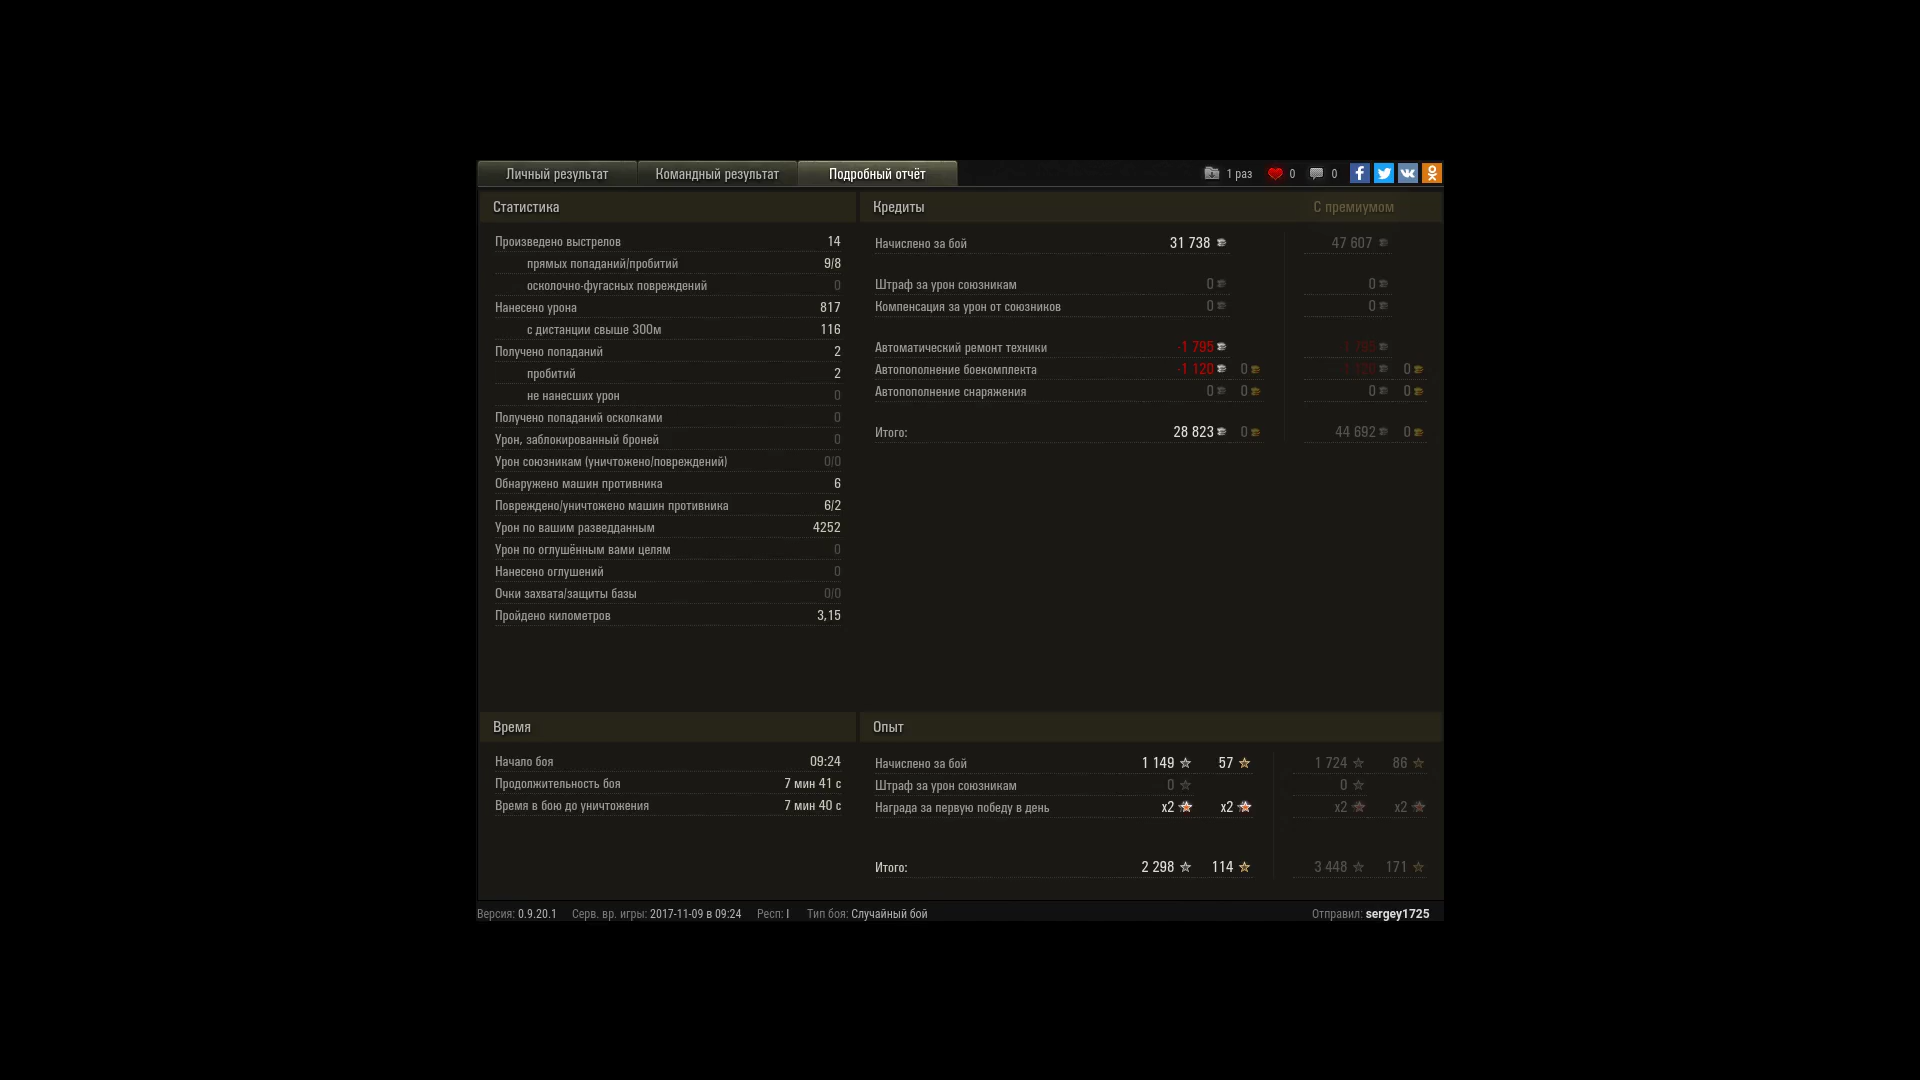 Личный результат Командный результат Подробный отчёт 1 раз 0 0
Статистика
Произведено выстрелов 14
прямых попаданий/пробитий 9/8
осколочно-фугасных повреждений 0
Нанесено урона 817
с дистанции свыше 300м 116
Получено попаданий 2
пробитий 2
не нанесших урон 0
Получено попаданий осколками 0
Урон, заблокированный броней 0
Урон союзникам (уничтожено/повреждений) 0/0
Обнаружено машин противника 6
Повреждено/уничтожено машин противника 6/2
Урон по вашим разведданным 4252
Урон по оглушённым вами целям 0
Нанесено оглушений 0
Очки захвата/защиты базы 0/0
Пройдено километров 3,15
Кредиты С премиумом
Начислено за бой 31 738 47 607
Штраф за урон союзникам 0 0
Компенсация за урон от союзников 0 0
Автоматический ремонт техники -1 795 -1 795
Автопополнение боекомплекта -1 120 0 -1 120 0
Автопополнение снаряжения 0 0 0 0
Итого: 28 823 0 44 692 0
Время
Начало боя 09:24
Продолжительность боя 7 мин 41 с
Время в бою до уничтожения 7 мин 40 с
Опыт
Начислено за бой 1 149 57 1 724 86
Штраф за урон союзникам 0 0
Награда за первую победу в день x2 x2 x2 x2
Итого: 2 298 114 3 448 171
Версия: 0.9.20.1 Серв. вр. игры: 2017-11-09 в 09:24 Респ: I Тип боя: Случайный бой Отправил: sergey1725